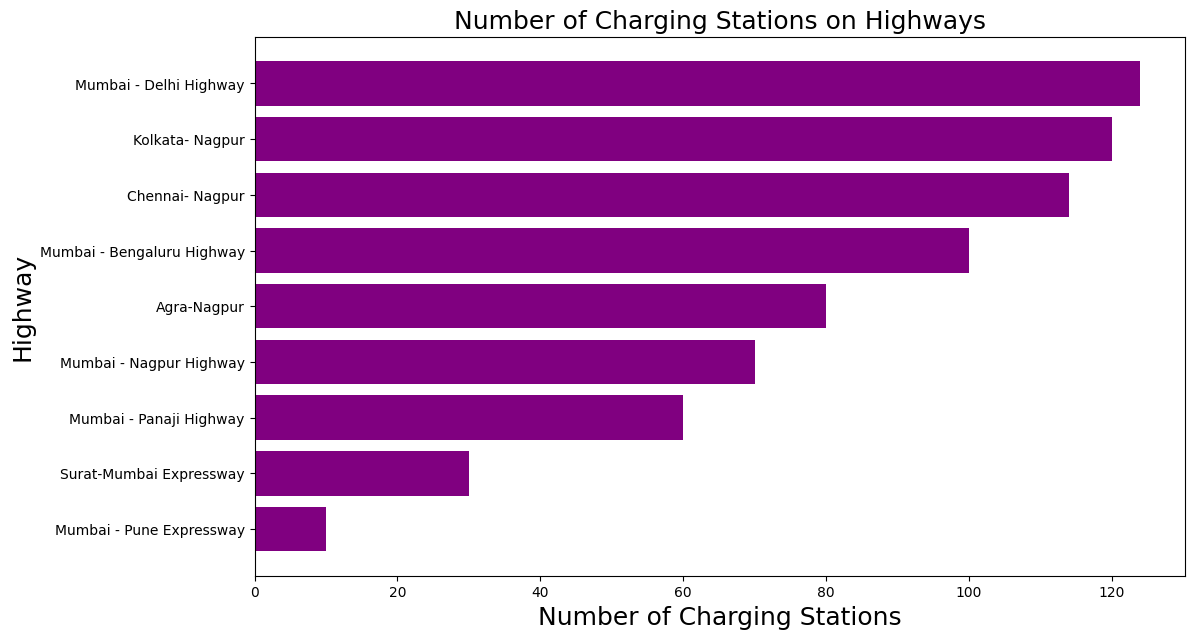 Number of Charging Stations on Highways
Highway
Mumbai - Delhi Highway
Kolkata- Nagpur
Chennai- Nagpur
Mumbai - Bengaluru Highway
Agra-Nagpur
Mumbai - Nagpur Highway
Mumbai - Panaji Highway
Surat-Mumbai Expressway
Mumbai - Pune Expressway
0 20 40 60 80 100 120
Number of Charging Stations